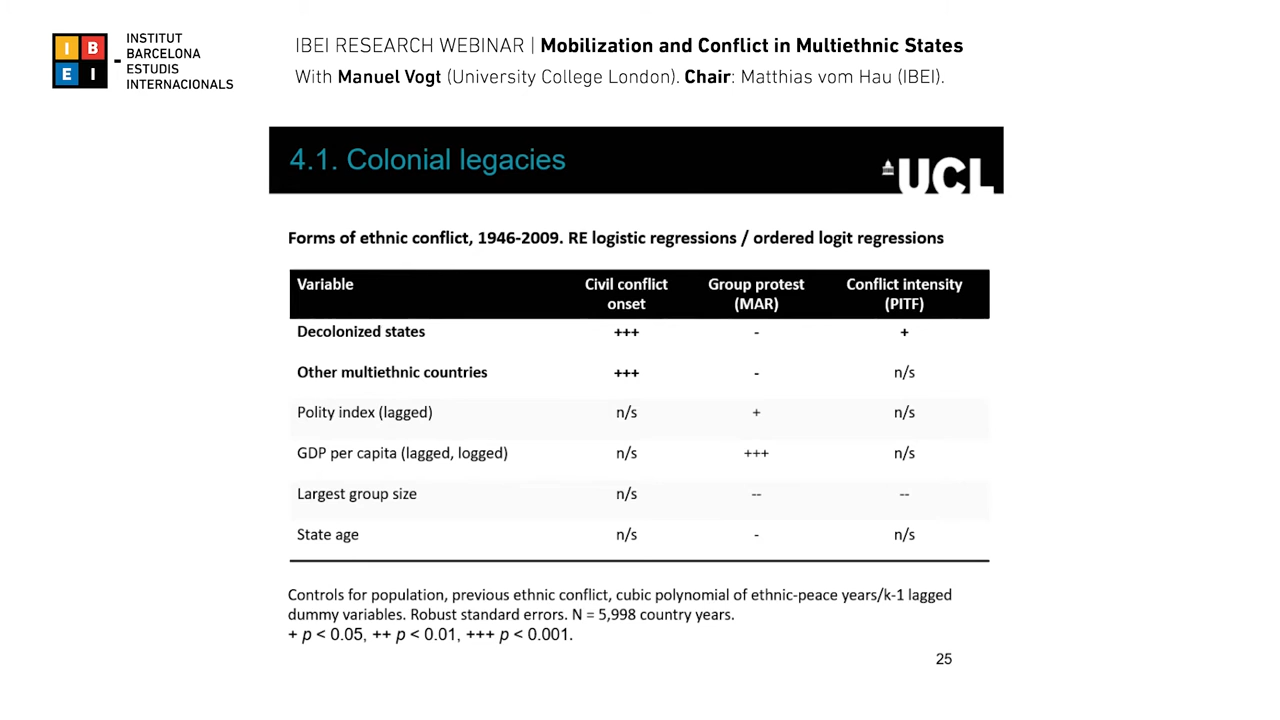 I B
E I
-
INSTITUT
BARCELONA
ESTUDIS
INTERNACIONALS
IBEI RESEARCH WEBINAR | Mobilization and Conflict in Multiethnic States
With Manuel Vogt (University College London). Chair: Matthias vom Hau (IBEI).
4.1. Colonial legacies
UCL
Forms of ethnic conflict, 1946-2009. RE logistic regressions / ordered logit regressions
Variable Civil conflict onset Group protest (MAR) Conflict intensity (PITF)
Decolonized states +++ - +
Other multiethnic countries +++ - n/s
Polity index (lagged) n/s + n/s
GDP per capita (lagged, logged) n/s +++ n/s
Largest group size n/s -- --
State age n/s - n/s
Controls for population, previous ethnic conflict, cubic polynomial of ethnic-peace years/k-1 lagged
dummy variables. Robust standard errors. N = 5,998 country years.
+ p < 0.05, ++ p < 0.01, +++ p < 0.001.
25